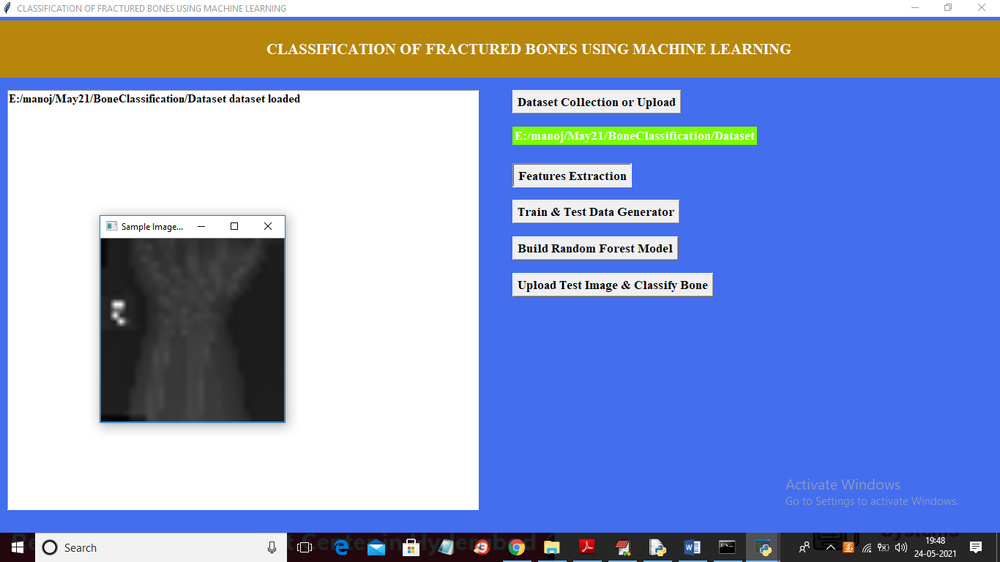 CLASSIFICATION OF FRACTURED BONES USING MACHINE LEARNING
CLASSIFICATION OF FRACTURED BONES USING MACHINE LEARNING
E:/manoj/May21/BoneClassification/Dataset dataset loaded
Dataset Collection or Upload
E:/manoj/May21/BoneClassification/Dataset
Features Extraction
Train & Test Data Generator
Build Random Forest Model
Upload Test Image & Classify Bone
Sample Image...
Activate Windows
Go to Settings to activate Windows.
Search
19:48
24-05-2021